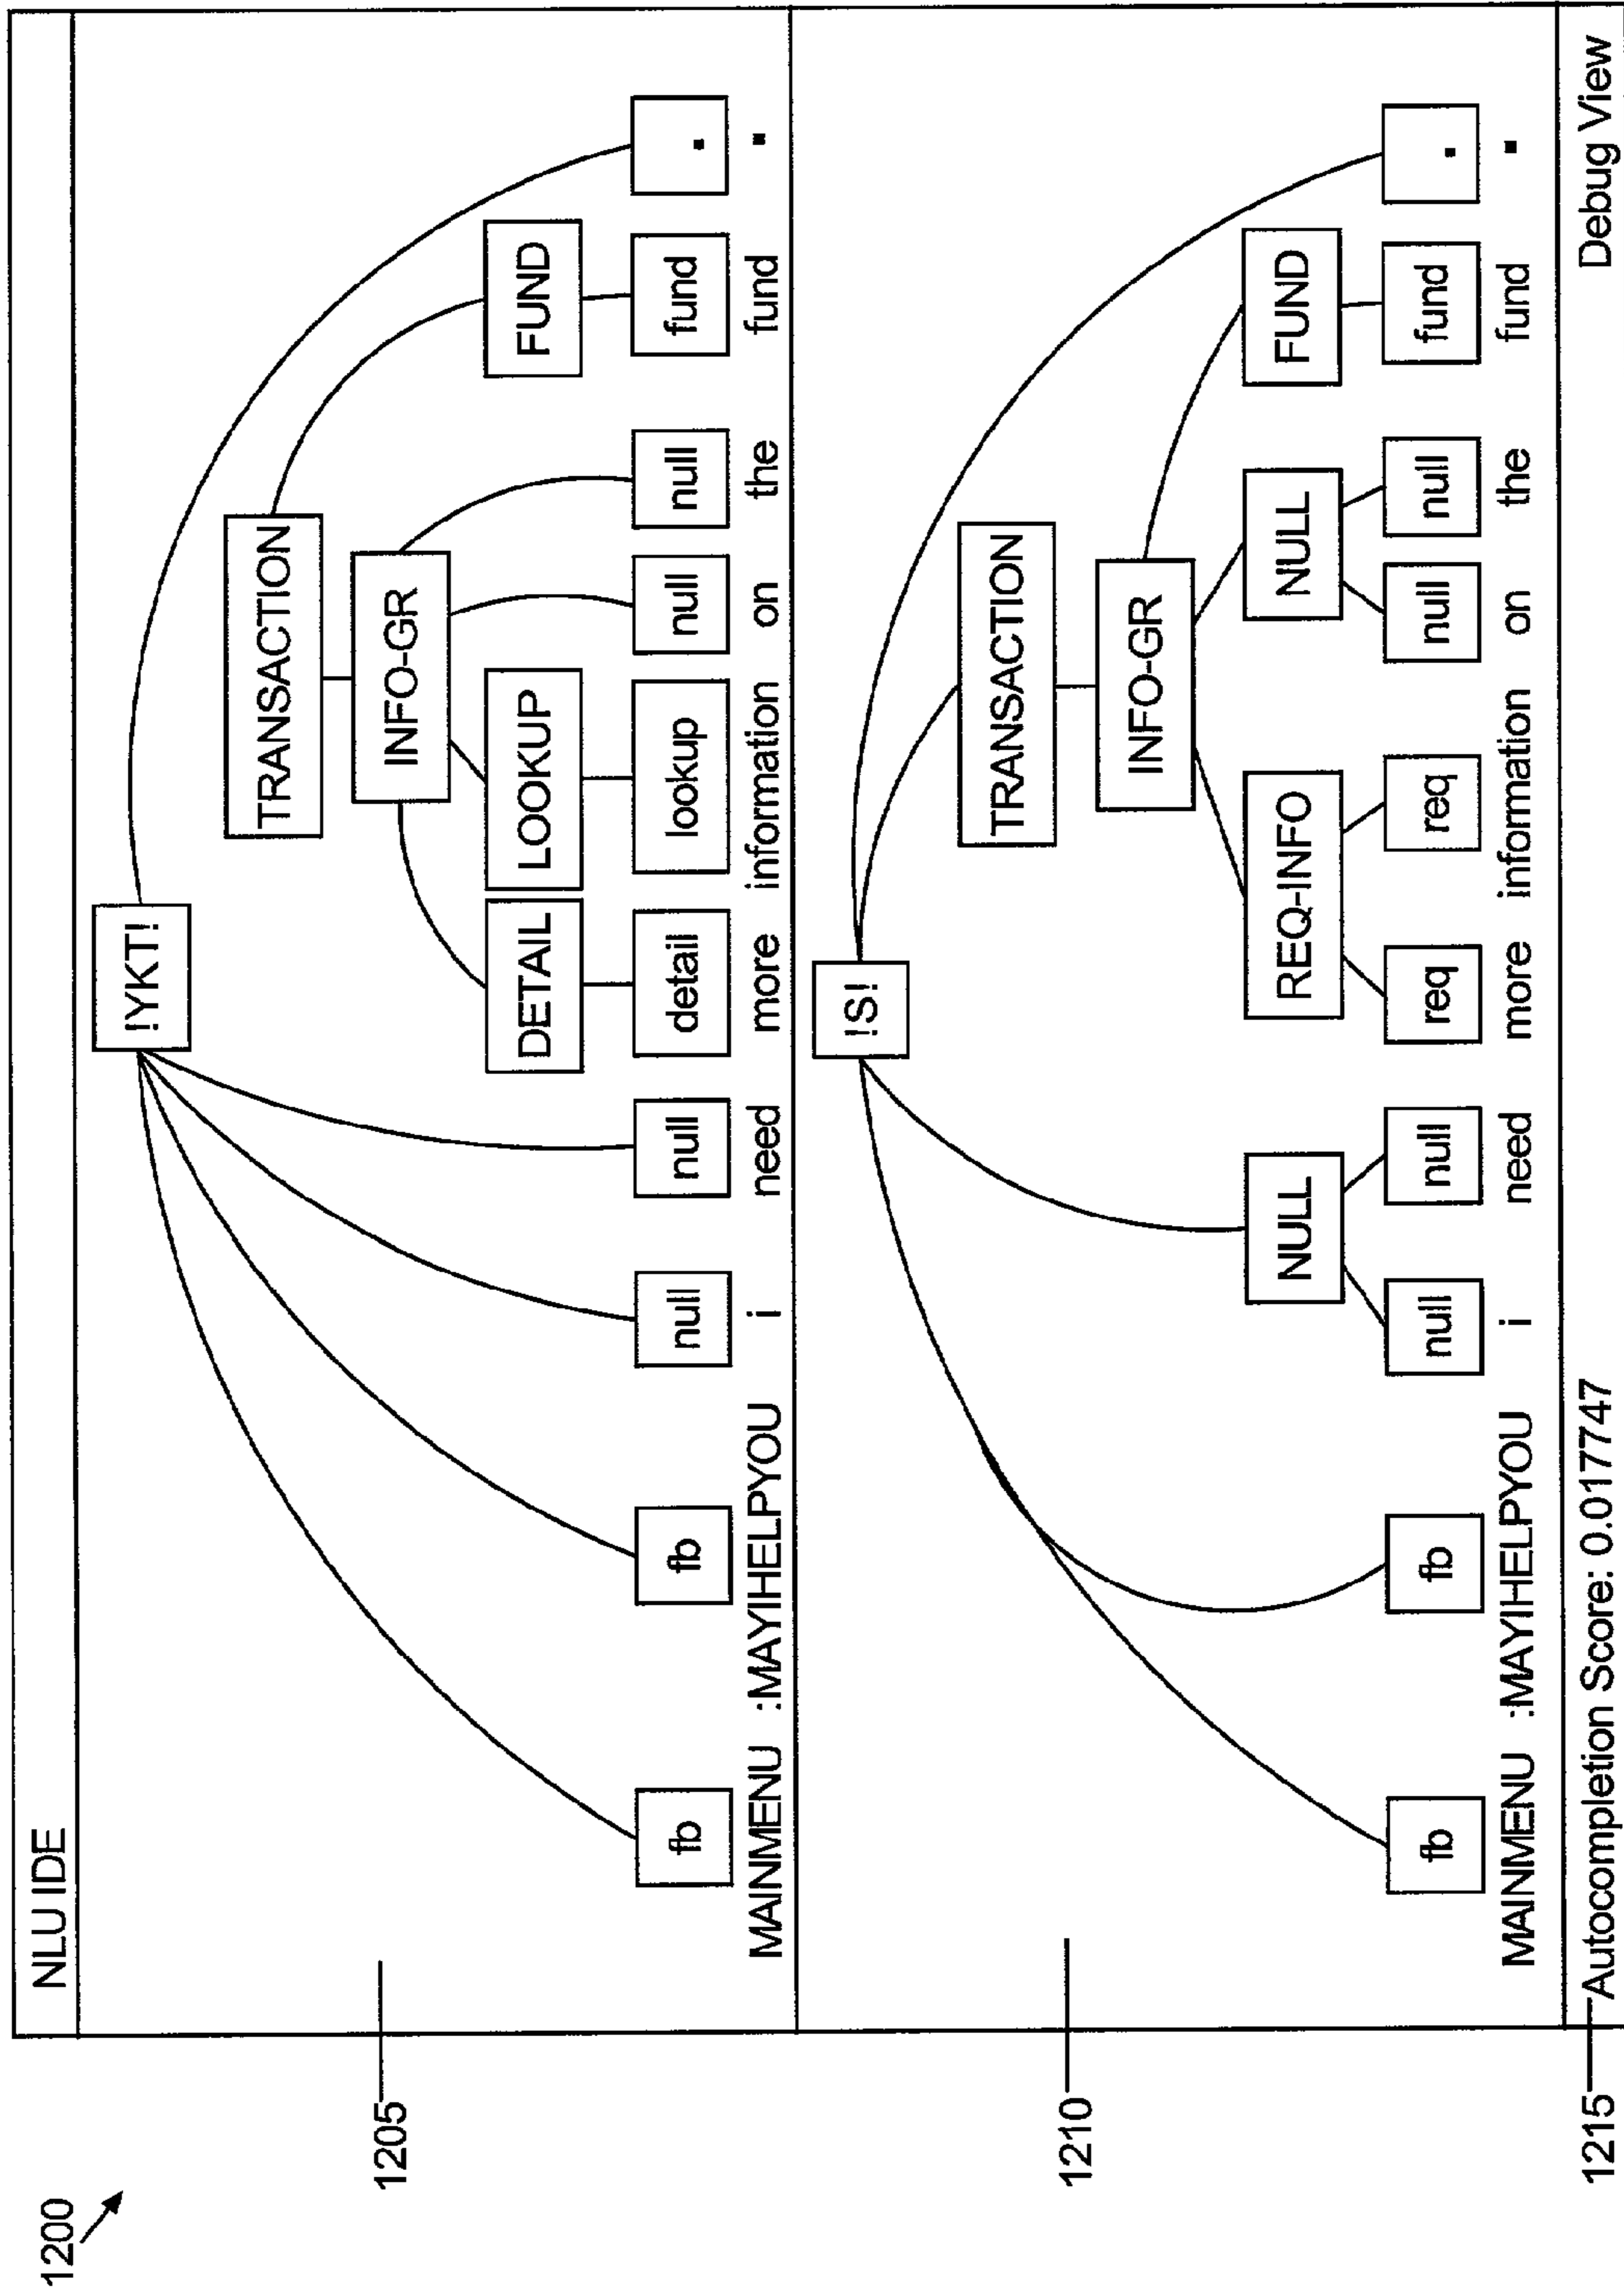 1200
NLU IDE
!YKT!
TRANSACTION
INFO-GR
DETAIL LOOKUP FUND
fb fb null null detail lookup null null fund .
MAINMENU :MAYIHELPYOU i need more information on the fund .
1205
!S!
TRANSACTION
INFO-GR
NULL REQ-INFO NULL FUND
fb fb null null req req null null fund .
MAINMENU :MAYIHELPYOU i need more information on the fund .
1210
1215 Autocompletion Score: 0.0177747 Debug View